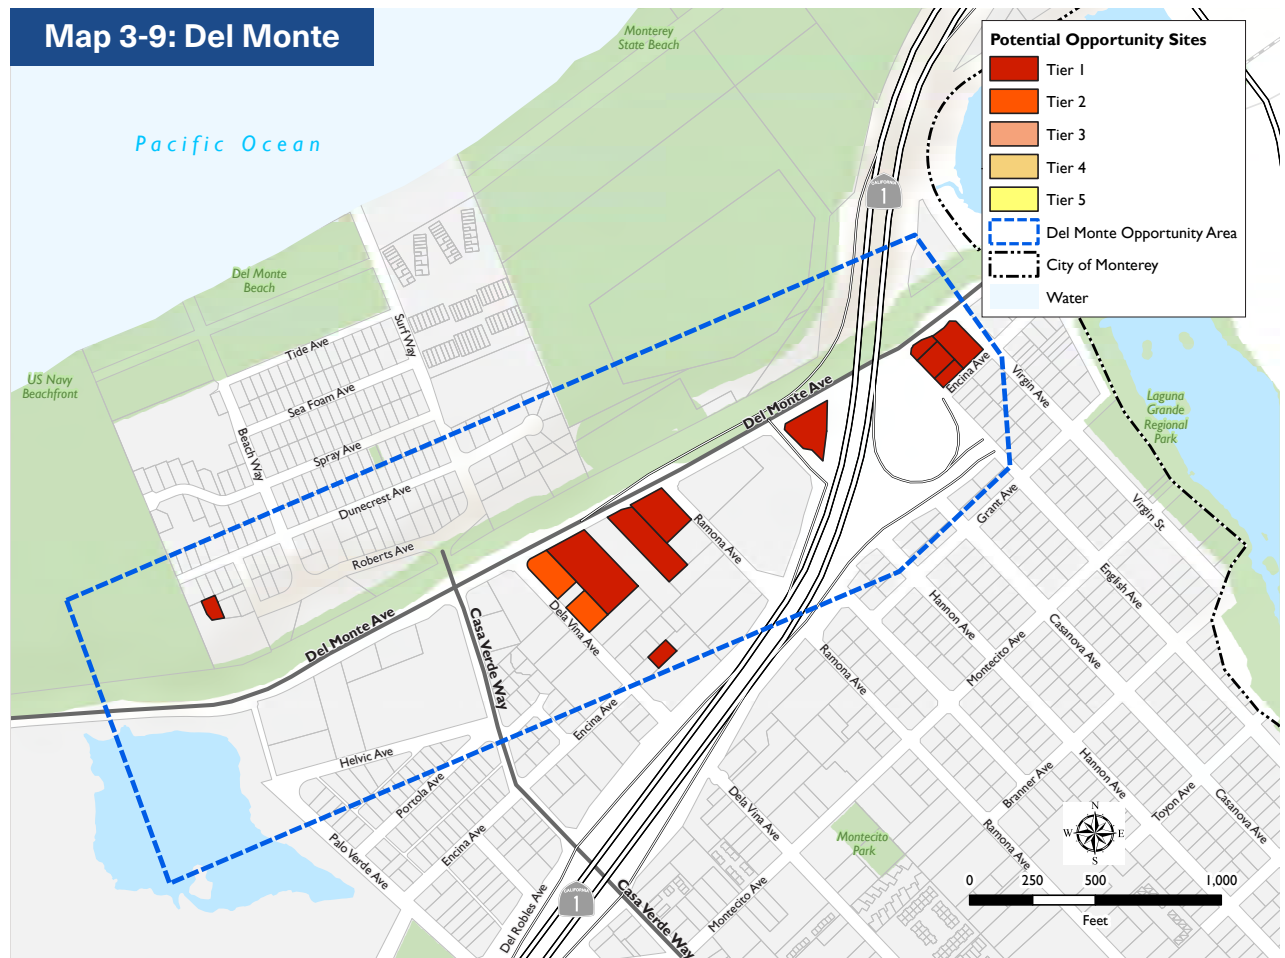 Map 3-9: Del Monte
Monterey
State Beach
Pacific Ocean
Potential Opportunity Sites
Tier 1
Tier 2
Tier 3
Tier 4
Tier 5
Del Monte Opportunity Area
City of Monterey
Water
CALIFORNIA
1
Del Monte
Beach
US Navy
Beachfront
Laguna
Grande
Regional
Park
Tide Ave
Surf Way
Sea Foam Ave
Beach Way
Spray Ave
Dunecrest Ave
Roberts Ave
Del Monte Ave
Del Monte Ave
Encina Ave
Virgin Ave
Virgin St
Grant Ave
English Ave
Ramona Ave
Dela Vina Ave
Casa Verde Way
Encina Ave
Hannon Ave
Montecito Ave
Casanova Ave
Ramona Ave
Helvic Ave
Portola Ave
Encina Ave
Palo Verde Ave
Del Robles Ave
CALIFORNIA
1
Casa Verde Way
Montecito Ave
Dela Vina Ave
Montecito
Park
Branner Ave
Ramona Ave
Hannon Ave
Toyon Ave
Casanova Ave
N
W
E
S
0 250 500 1,000
Feet